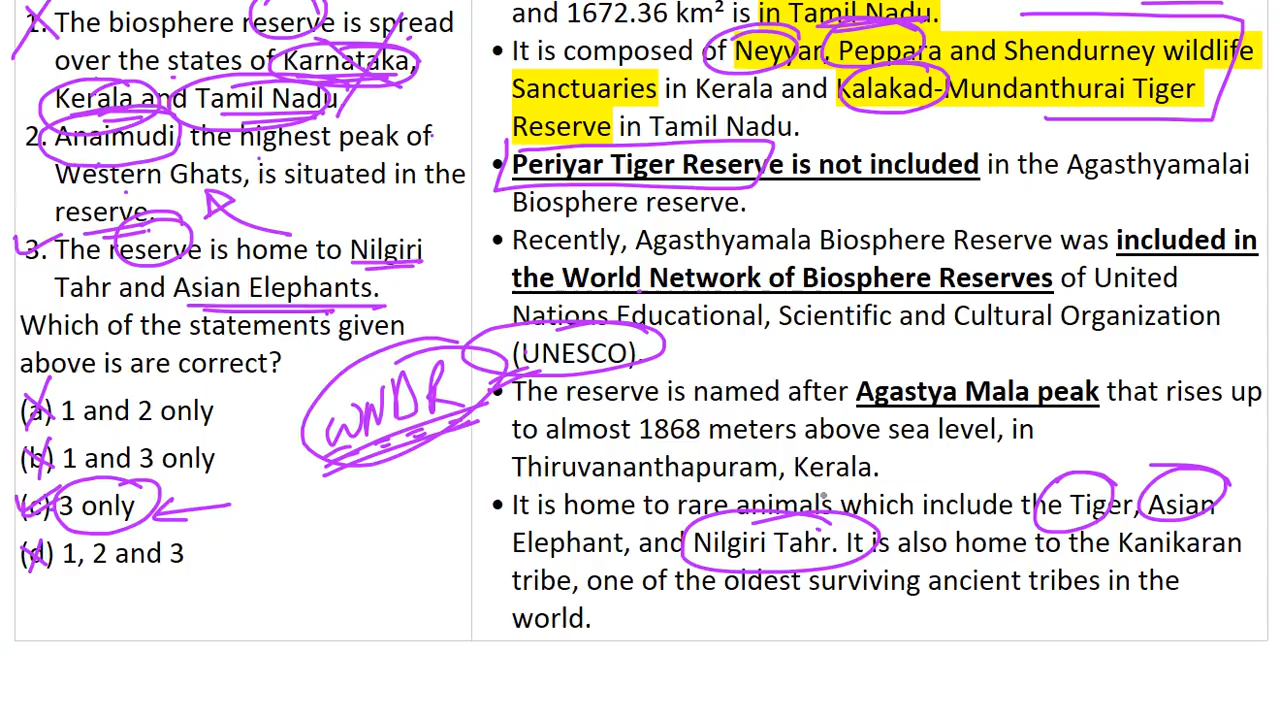 1. The biosphere reserve is spread
over the states of Karnataka,
Kerala and Tamil Nadu
2. Anaimudi, the highest peak of
Western Ghats, is situated in the
reserve.
3. The reserve is home to Nilgiri
Tahr and Asian Elephants.
Which of the statements given
above is are correct?
(a) 1 and 2 only
(b) 1 and 3 only
(c) 3 only
(d) 1, 2 and 3
WNBR
and 1672.36 km² is in Tamil Nadu.
• It is composed of Neyyar, Peppara and Shendurney wildlife
Sanctuaries in Kerala and Kalakad-Mundanthurai Tiger
Reserve in Tamil Nadu.
• Periyar Tiger Reserve is not included in the Agasthyamalai
Biosphere reserve.
• Recently, Agasthyamala Biosphere Reserve was included in
the World Network of Biosphere Reserves of United
Nations Educational, Scientific and Cultural Organization
(UNESCO).
• The reserve is named after Agastya Mala peak that rises up
to almost 1868 meters above sea level, in
Thiruvananthapuram, Kerala.
• It is home to rare animals which include the Tiger, Asian
Elephant, and Nilgiri Tahr. It is also home to the Kanikaran
tribe, one of the oldest surviving ancient tribes in the
world.